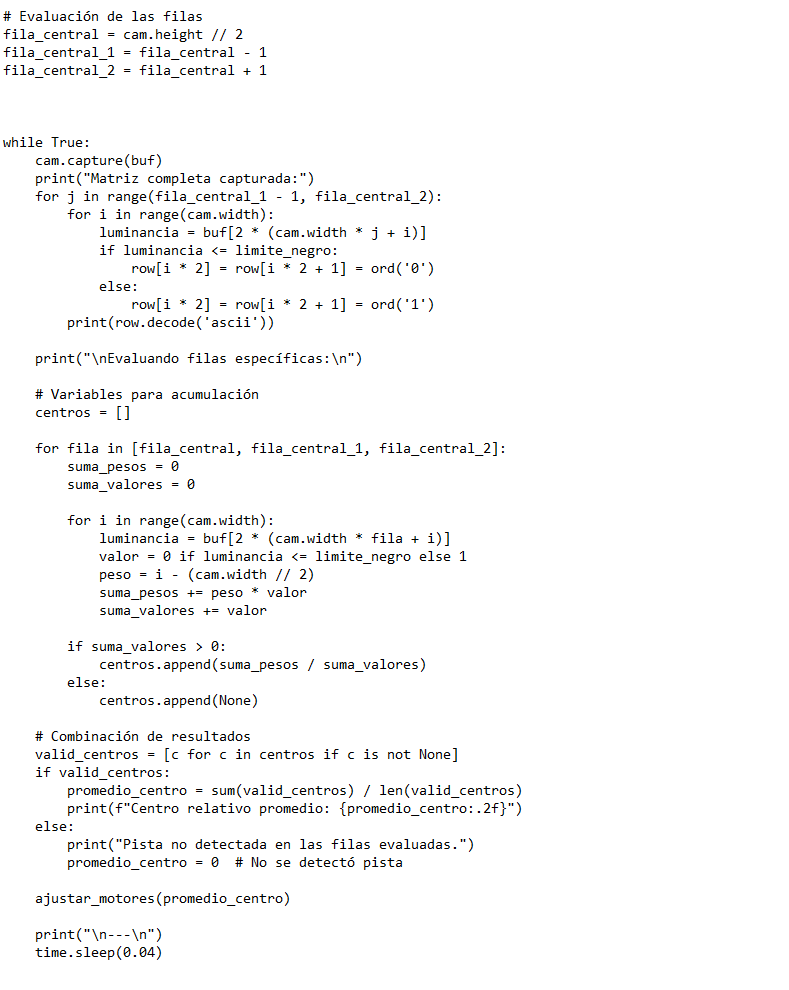 # Evaluación de las filas
fila_central = cam.height // 2
fila_central_1 = fila_central - 1
fila_central_2 = fila_central + 1

while True:
    cam.capture(buf)
    print("Matriz completa capturada:")
    for j in range(fila_central_1 - 1, fila_central_2):
        for i in range(cam.width):
            luminancia = buf[2 * (cam.width * j + i)]
            if luminancia <= limite_negro:
                row[i * 2] = row[i * 2 + 1] = ord('0')
            else:
                row[i * 2] = row[i * 2 + 1] = ord('1')
        print(row.decode('ascii'))

    print("\nEvaluando filas específicas:\n")

    # Variables para acumulación
    centros = []

    for fila in [fila_central, fila_central_1, fila_central_2]:
        suma_pesos = 0
        suma_valores = 0

        for i in range(cam.width):
            luminancia = buf[2 * (cam.width * fila + i)]
            valor = 0 if luminancia <= limite_negro else 1
            peso = i - (cam.width // 2)
            suma_pesos += peso * valor
            suma_valores += valor

        if suma_valores > 0:
            centros.append(suma_pesos / suma_valores)
        else:
            centros.append(None)

    # Combinación de resultados
    valid_centros = [c for c in centros if c is not None]
    if valid_centros:
        promedio_centro = sum(valid_centros) / len(valid_centros)
        print(f"Centro relativo promedio: {promedio_centro:.2f}")
    else:
        print("Pista no detectada en las filas evaluadas.")
        promedio_centro = 0  # No se detectó pista

    ajustar_motores(promedio_centro)

    print("\n---\n")
    time.sleep(0.04)